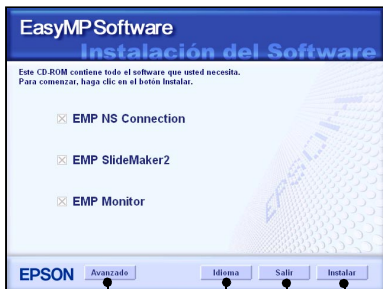 EasyMP Software
Instalación del Software
Este CD-ROM contiene todo el software que usted necesita.
Para comenzar, haga clic en el botón Instalar.
EMP NS Connection
EMP SlideMaker2
EMP Monitor
EPSON
EPSON
Avanzado
Idioma
Salir
Instalar